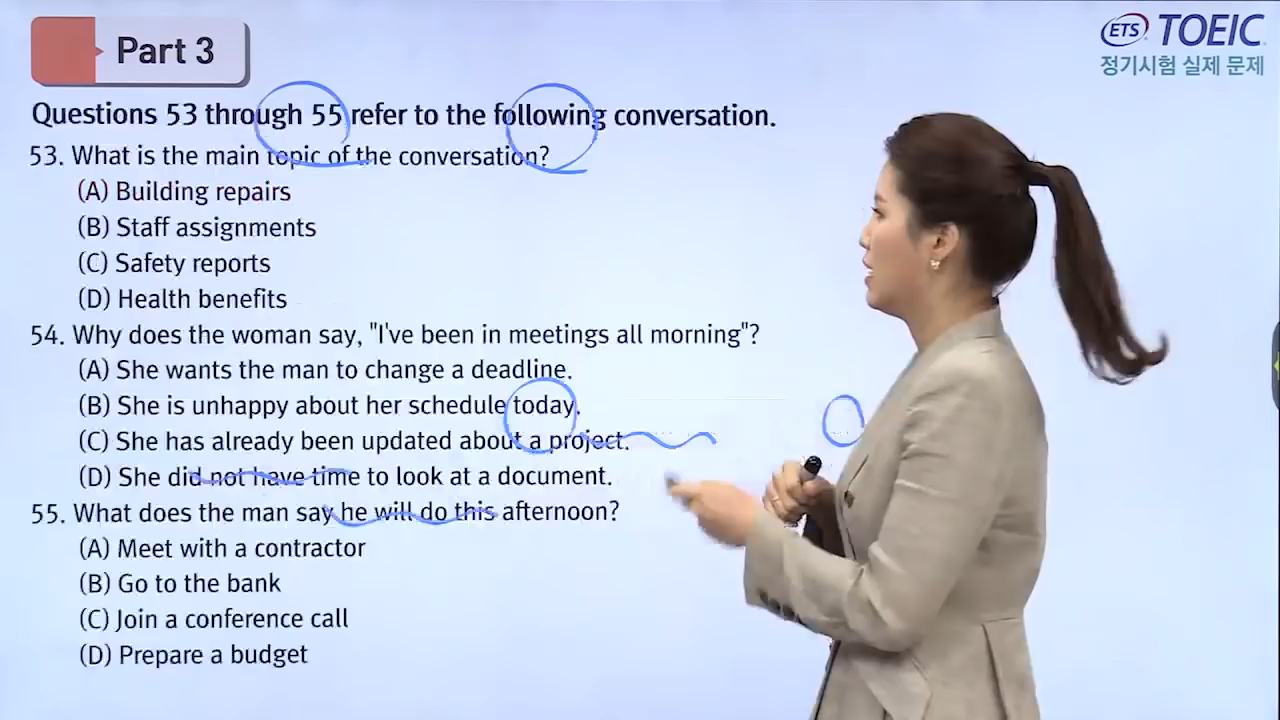 Part 3
ETS TOEIC
정기시험 실제 문제
Questions 53 through 55 refer to the following conversation.
53. What is the main topic of the conversation?
(A) Building repairs
(B) Staff assignments
(C) Safety reports
(D) Health benefits
54. Why does the woman say, "I've been in meetings all morning"?
(A) She wants the man to change a deadline.
(B) She is unhappy about her schedule today.
(C) She has already been updated about a project.
(D) She did not have time to look at a document.
55. What does the man say he will do this afternoon?
(A) Meet with a contractor
(B) Go to the bank
(C) Join a conference call
(D) Prepare a budget